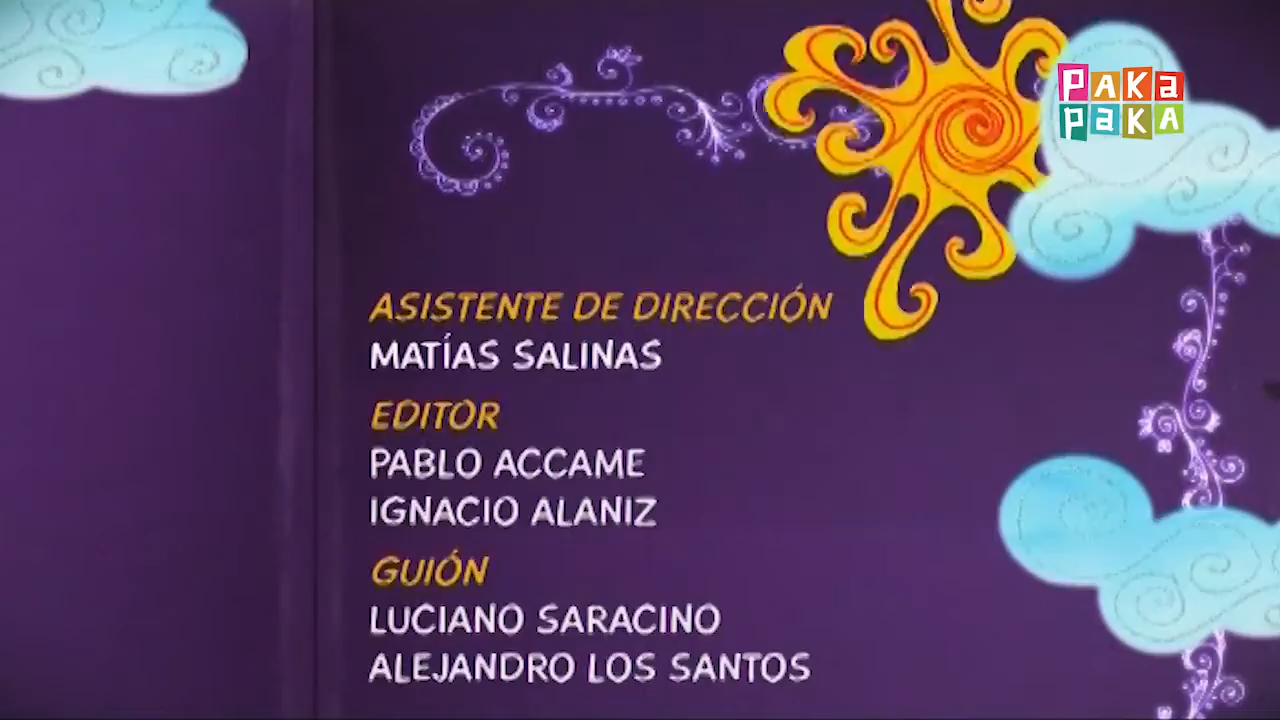 PAKA
PAKA
ASISTENTE DE DIRECCIÓN
MATÍAS SALINAS
EDITOR
PABLO ACCAME
IGNACIO ALANIZ
GUIÓN
LUCIANO SARACINO
ALEJANDRO LOS SANTOS